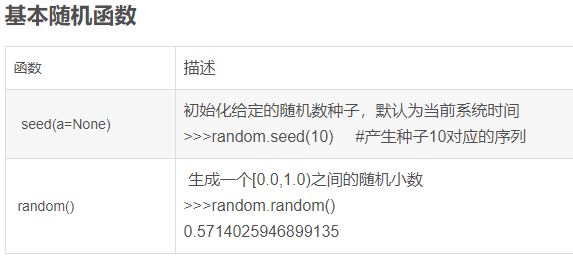 基本随机函数
函数
描述
seed(a=None)
初始化给定的随机数种子，默认为当前系统时间
>>>random.seed(10) #产生种子10对应的序列
random()
生成一个[0.0,1.0)之间的随机小数
>>>random.random()
0.5714025946899135